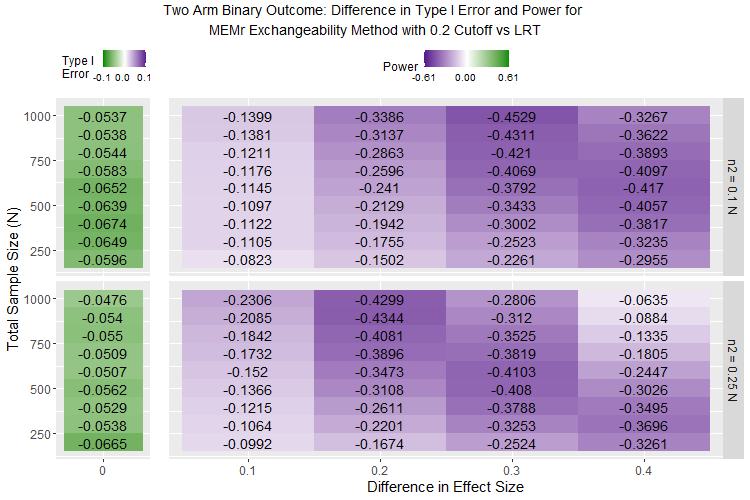 Two Arm Binary Outcome: Difference in Type I Error and Power for
MEMr Exchangeability Method with 0.2 Cutoff vs LRT
Type I
Error
-0.1 0.0 0.1
Power
-0.61 0.00 0.61
Total Sample Size (N)
1000 -0.0537 -0.1399 -0.3386 -0.4529 -0.3267
-0.0538 -0.1381 -0.3137 -0.4311 -0.3622
750 -0.0544 -0.1211 -0.2863 -0.421 -0.3893
-0.0583 -0.1176 -0.2596 -0.4069 -0.4097
-0.0652 -0.1145 -0.241 -0.3792 -0.417
500 -0.0639 -0.1097 -0.2129 -0.3433 -0.4057
-0.0674 -0.1122 -0.1942 -0.3002 -0.3817
-0.0649 -0.1105 -0.1755 -0.2523 -0.3235
250 -0.0596 -0.0823 -0.1502 -0.2261 -0.2955
n2 = 0.1 N
1000 -0.0476 -0.2306 -0.4299 -0.2806 -0.0635
-0.054 -0.2085 -0.4344 -0.312 -0.0884
750 -0.055 -0.1842 -0.4081 -0.3525 -0.1335
-0.0509 -0.1732 -0.3896 -0.3819 -0.1805
-0.0507 -0.152 -0.3473 -0.4103 -0.2447
500 -0.0562 -0.1366 -0.3108 -0.408 -0.3026
-0.0529 -0.1215 -0.2611 -0.3788 -0.3495
-0.0538 -0.1064 -0.2201 -0.3253 -0.3696
250 -0.0665 -0.0992 -0.1674 -0.2524 -0.3261
n2 = 0.25 N
0 0.1 0.2 0.3 0.4
Difference in Effect Size